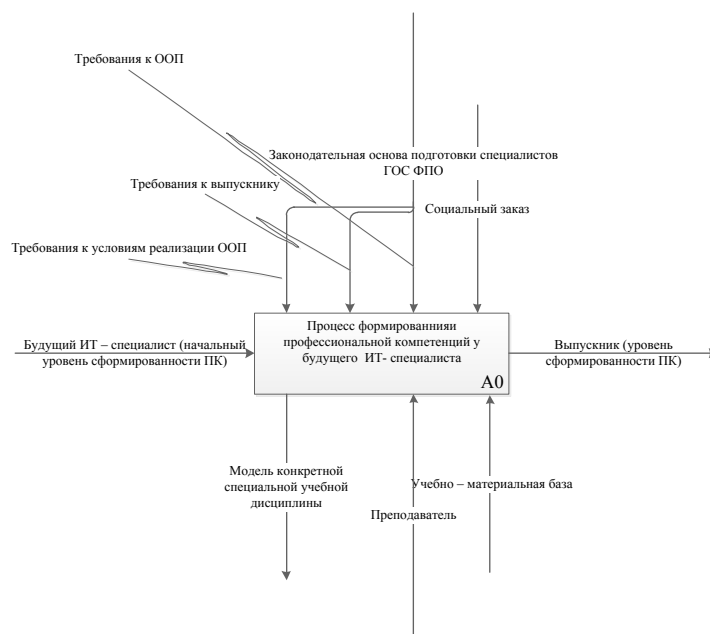 Требования к ООП
Законодательная основа подготовки специалистов
ГОС ФПО
Требования к выпускнику
Социальный заказ
Требования к условиям реализации ООП
Процесс формированнияи
профессиональной компетенций у
будущего ИТ- специалиста
A0
Будущий ИТ – специалист (начальный
уровень сформированности ПК)
Выпускник (уровень
сформированности ПК)
Модель конкретной
специальной учебной
дисциплины
Учебно – материальная база
Преподаватель